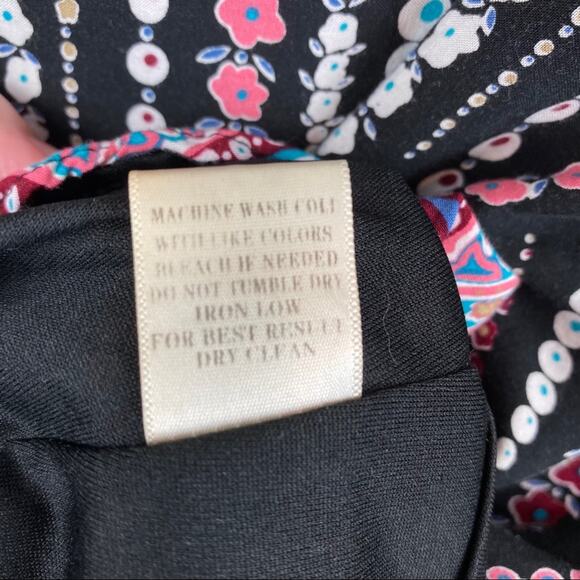 MACHINE WASH COL
WITH LIKE COLORS
BLEACH IF NEEDED
DO NOT TUMBLE DRY
IRON LOW
FOR BEST RESULT
DRY CLEAN